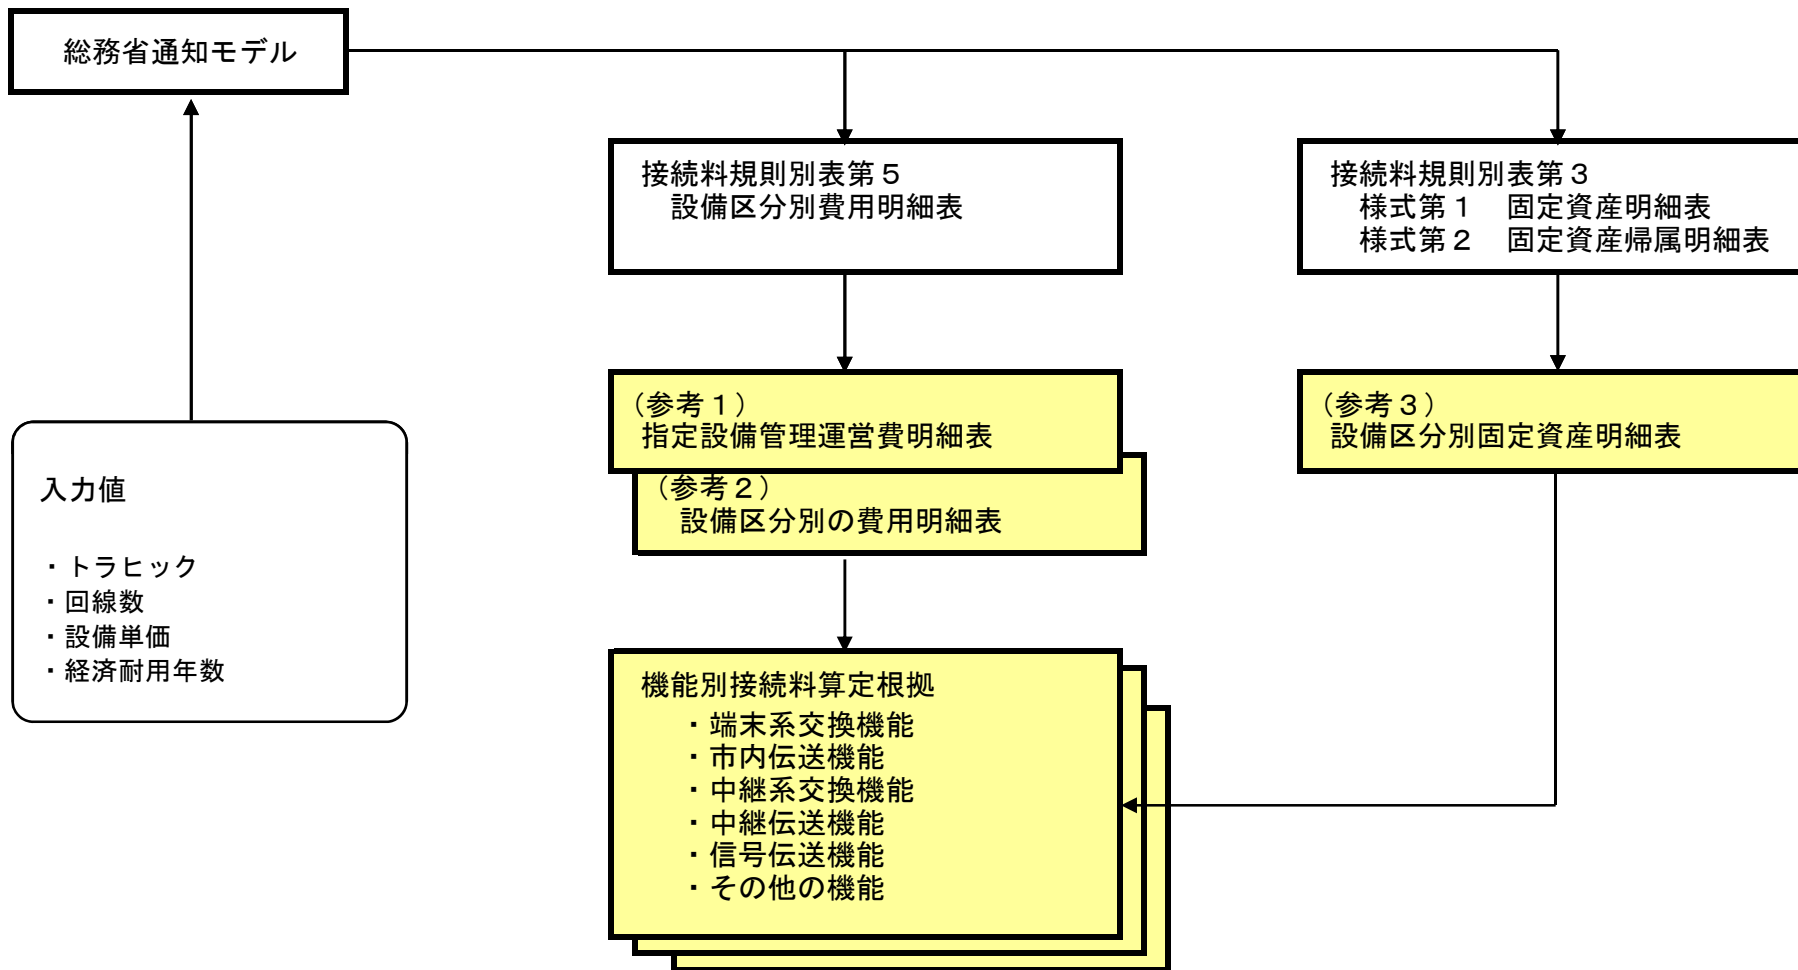 総務省通知モデル
接続料規則別表第５
設備区分別費用明細表
接続料規則別表第３
様式第１　固定資産明細表
様式第２　固定資産帰属明細表
（参考１）
指定設備管理運営費明細表
（参考２）
設備区分別の費用明細表
（参考３）
設備区分別固定資産明細表
入力値
・トラヒック
・回線数
・設備単価
・経済耐用年数
機能別接続料算定根拠
・端末系交換機能
・市内伝送機能
・中継系交換機能
・中継伝送機能
・信号伝送機能
・その他の機能